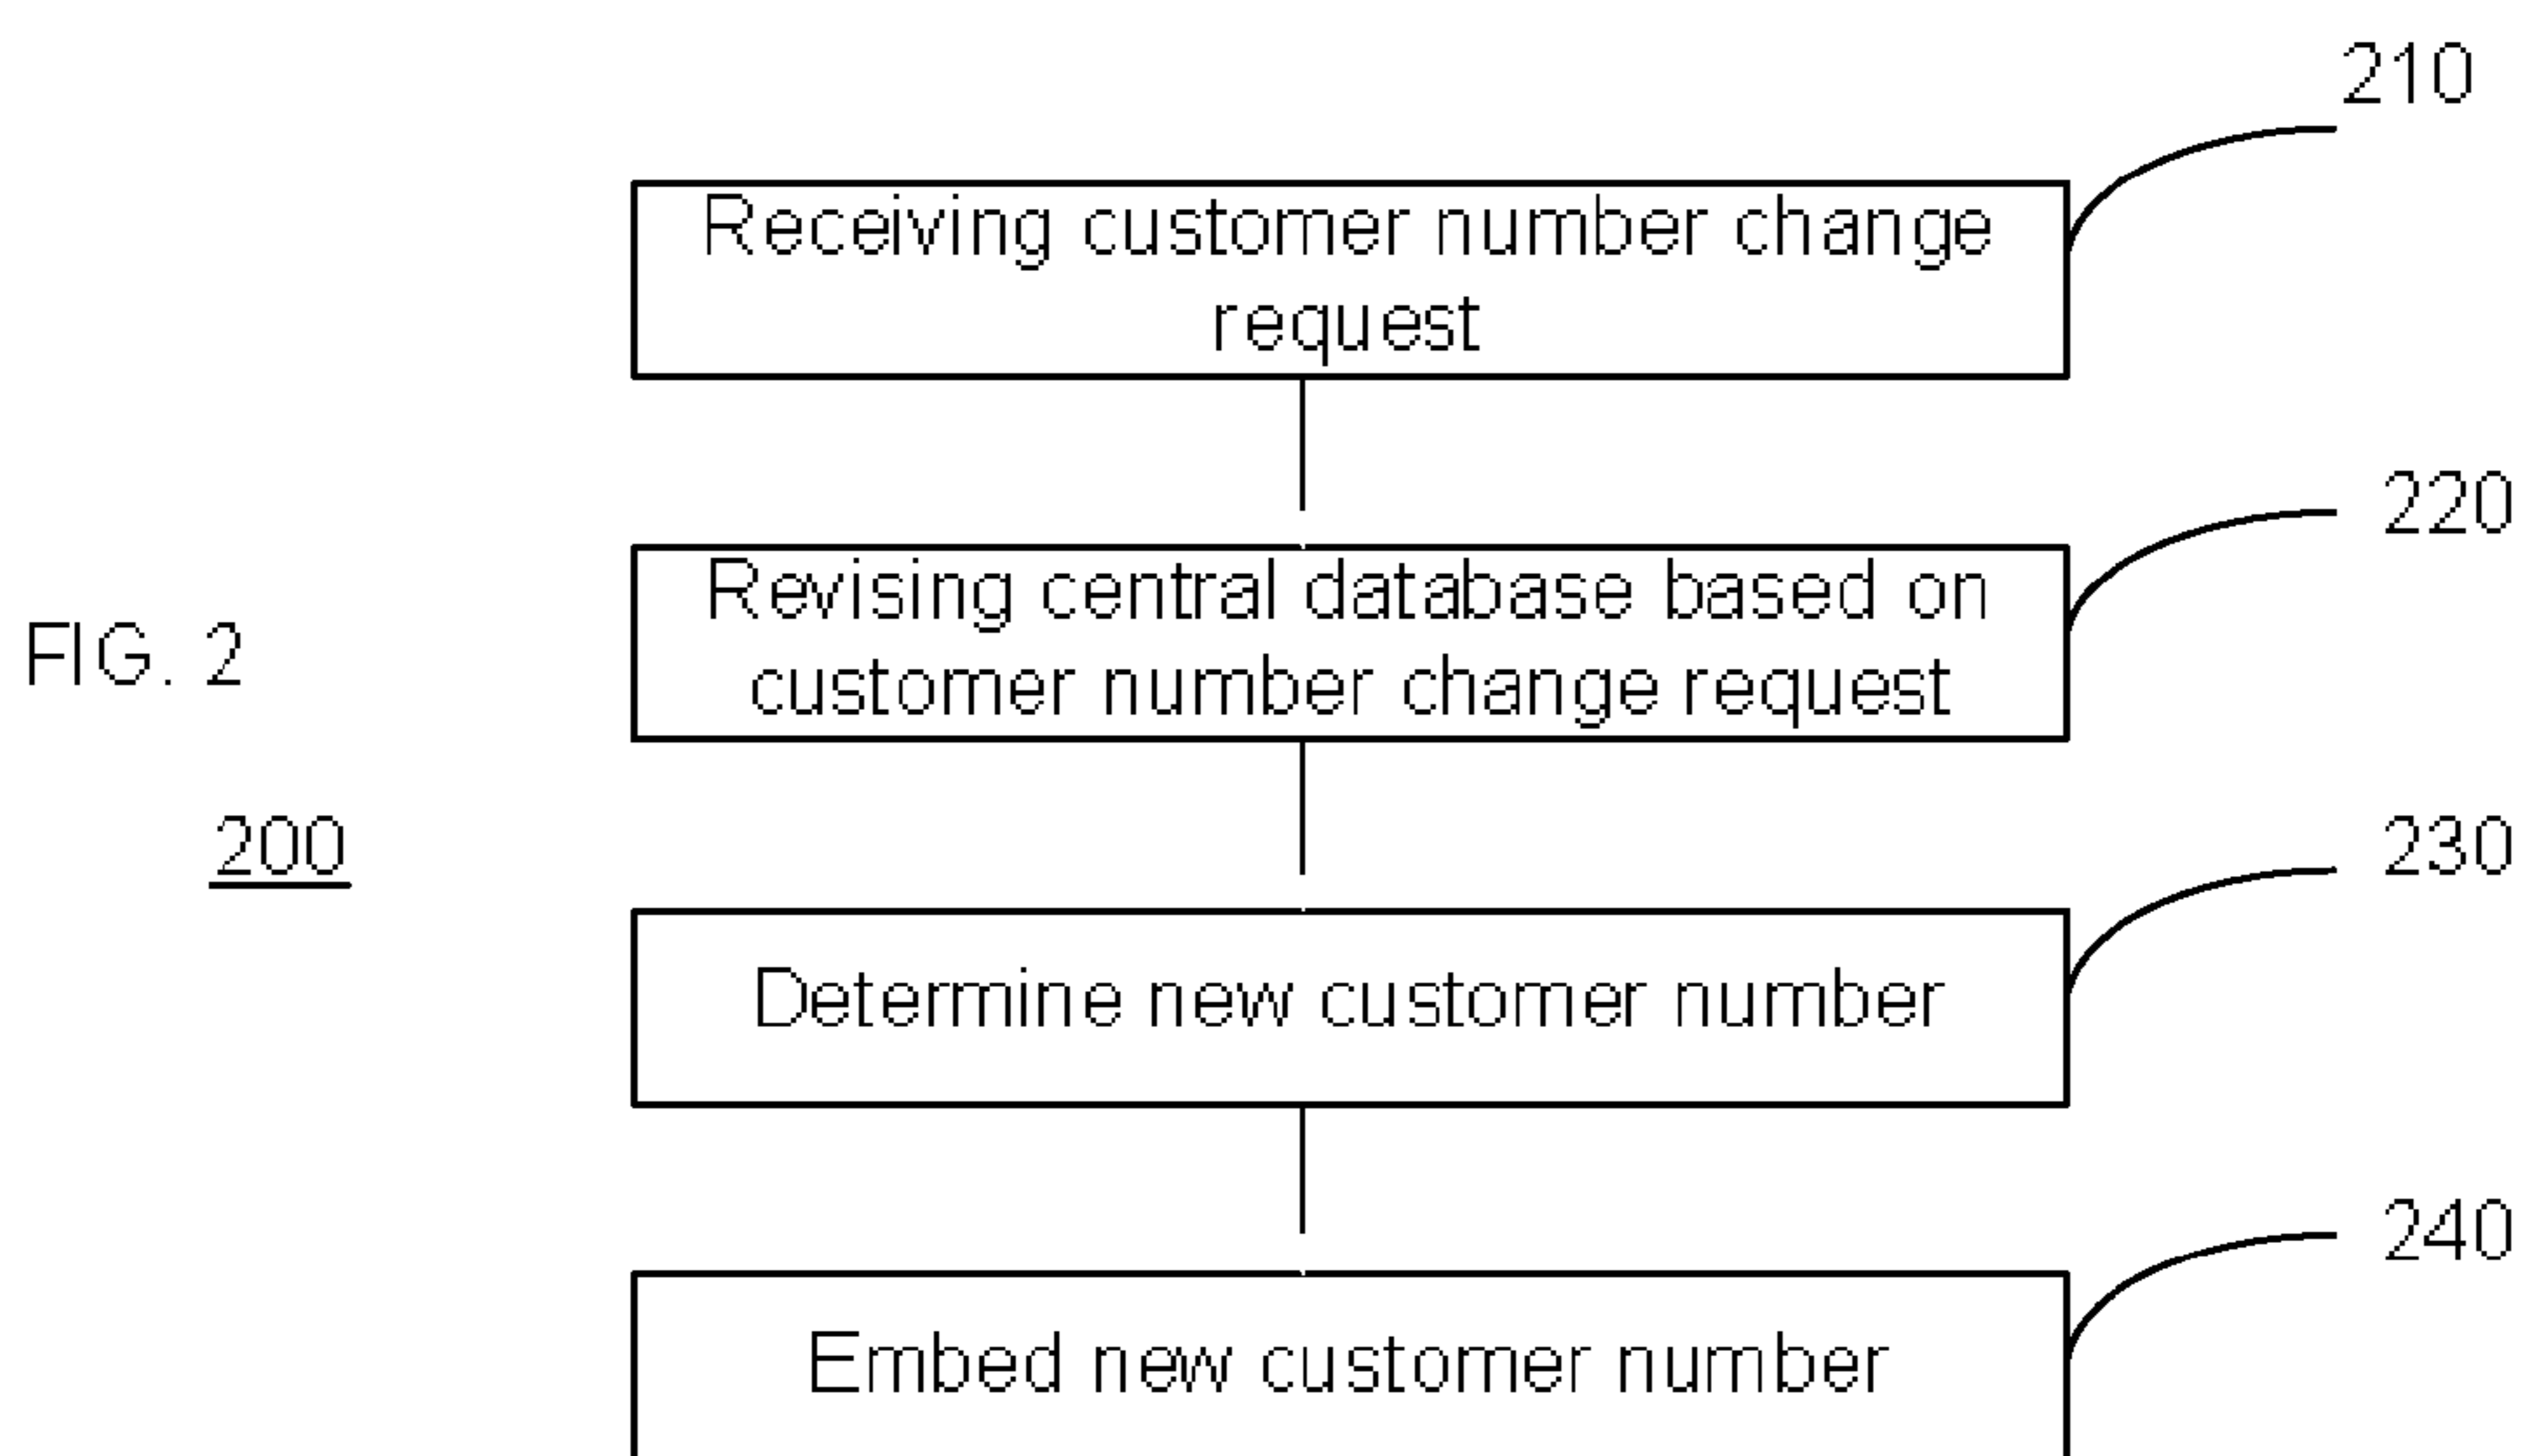 210
Receiving customer number change
request
220
Revising central database based on
customer number change request
FIG. 2
200
230
Determine new customer number
240
Embed new customer number